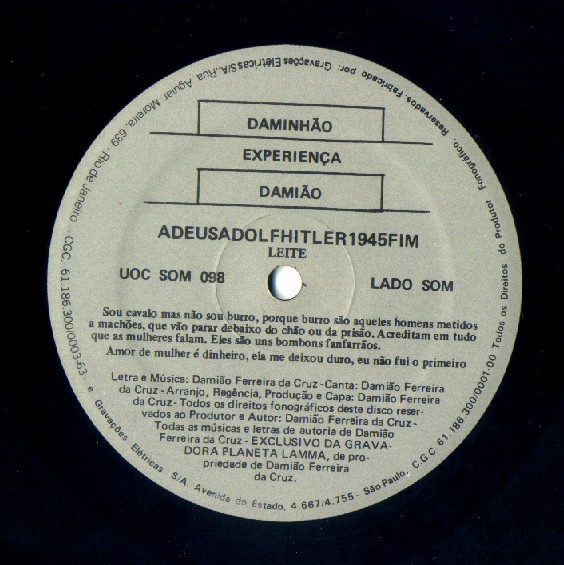 DAMINHÃO
EXPERIENÇA
DAMIÃO
ADEUSADOLFHITLER1945FIM
LEITE
UOC SOM 098
LADO SOM
Sou cavalo mas não sou burro, porque burro são aqueles homens metidos
a machões, que vão parar debaixo do chão ou da prisão. Acreditam em tudo
que as mulheres falam. Eles são uns bombons fanfarrãos.
Amor de mulher é dinheiro, ela me deixou duro, eu não fui o primeiro
Letra e Música: Damião Ferreira da Cruz-Canta: Damião Ferreira
da Cruz-Arranjo, Regência, Produção e Capa: Damião Ferreira
da Cruz-Todos os direitos fonográficos deste disco reser-
vados ao Produtor e Autor: Damião Ferreira da Cruz-
Todas as músicas e letras de autoria de Damião
Ferreira da Cruz - EXCLUSIVO DA GRAVA-
DORA PLANETA LAMMA, de pro-
priedade de Damião Ferreira
da Cruz.
e Gravações Elétricas S/A Avenida do Estado, 4.667/4.755 - São Paulo, C.G.C 61.186.300/0001-00 Todos os Direitos do Produtor Fonográfico, Reservados, Fabricado por: Gravações Elétricas S/A. Rua Aguiar Moreira, 639 - Rio de Janeiro CGC. 61.186.300/0003-63